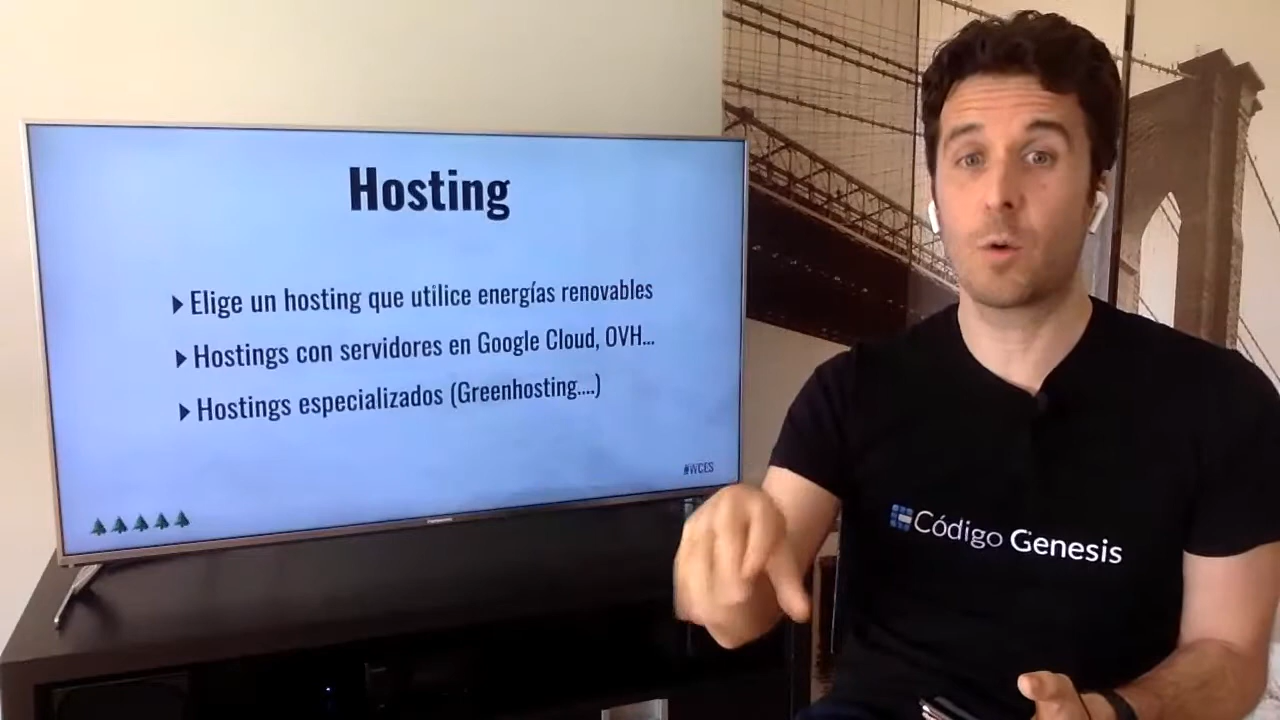 Hosting
Elige un hosting que utilice energías renovables
Hostings con servidores en Google Cloud, OVH...
Hostings especializados (Greenhosting....)
#WCES
Código Genesis